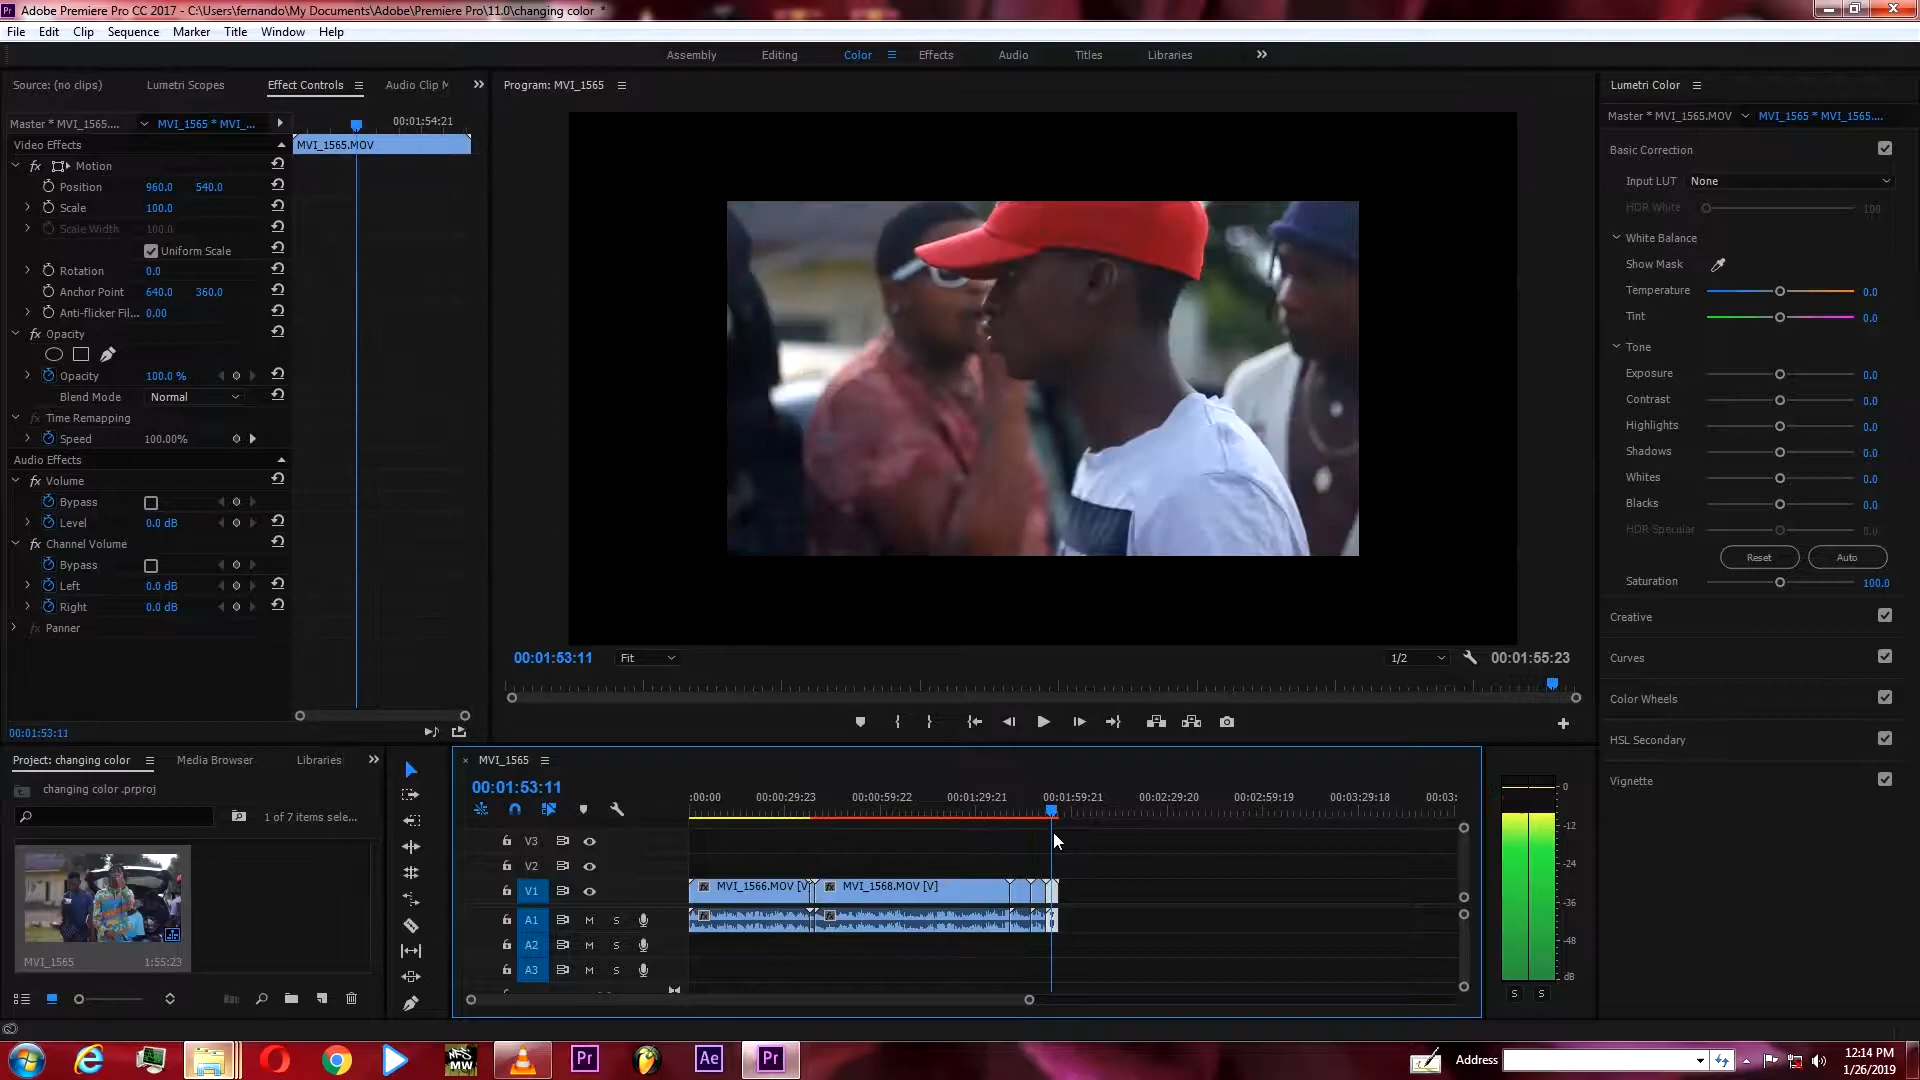 Adobe Premiere Pro CC 2017 - C:\Users\fernando\My Documents\Adobe\Premiere Pro\11.0\changing color *
File Edit Clip Sequence Marker Title Window Help
Assembly Editing Color Effects Audio Titles Libraries
Source: (no clips) Lumetri Scopes Effect Controls Audio Clip M
Master * MVI_1565.... MVI_1565 * MVI_... 00:01:54:21
Video Effects
MVI_1565.MOV
fx Motion
Position 960.0 540.0
Scale 100.0
Scale Width 100.0
Uniform Scale
Rotation 0.0
Anchor Point 640.0 360.0
Anti-flicker Fil... 0.00
fx Opacity
Opacity 100.0 %
Blend Mode Normal
fx Time Remapping
Speed 100.00%
Audio Effects
fx Volume
Bypass
Level 0.0 dB
fx Channel Volume
Bypass
Left 0.0 dB
Right 0.0 dB
fx Panner
00:01:53:11
Program: MVI_1565
00:01:53:11 Fit 1/2 00:01:55:23
Lumetri Color
Master * MVI_1565.MOV MVI_1565 * MVI_1565....
Basic Correction
Input LUT None
HDR White 100
White Balance
Show Mask
Temperature 0.0
Tint 0.0
Tone
Exposure 0.0
Contrast 0.0
Highlights 0.0
Shadows 0.0
Whites 0.0
Blacks 0.0
HDR Specular 0.0
Reset Auto
Saturation 100.0
Creative
Curves
Color Wheels
HSL Secondary
Vignette
Project: changing color Media Browser Libraries
changing color .prproj
1 of 7 items sele...
MVI_1565 1:55:23
× MVI_1565
00:01:53:11
:00:00 00:00:29:23 00:00:59:22 00:01:29:21 00:01:59:21 00:02:29:20 00:02:59:19 00:03:29:18 00:03:
V3
V2
V1 fx MVI_1566.MOV [V] fx MVI_1568.MOV [V]
A1 M S
A2 M S
A3 M S
0
-12
-24
-36
-48
dB
S S
NFS MW
Pr
Ae
Pr
Address
12:14 PM
1/26/2019